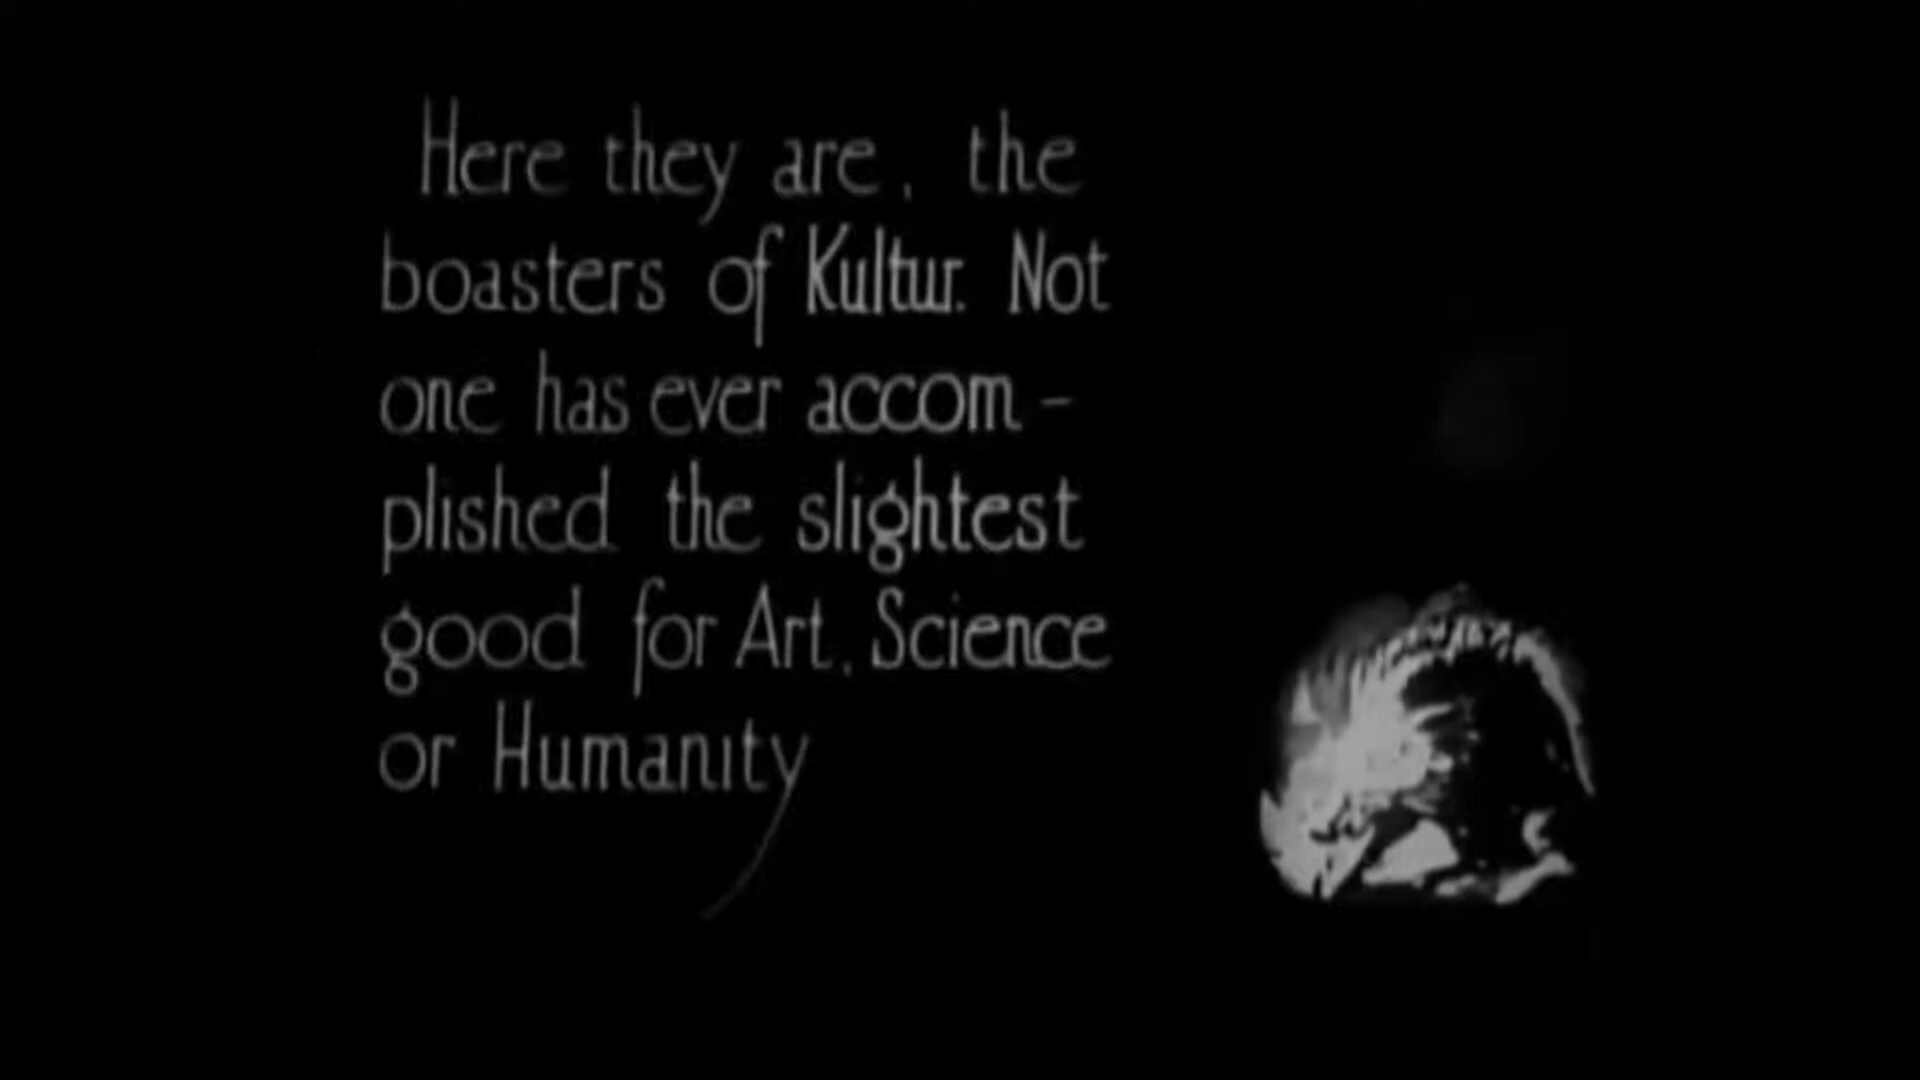 Here they are, the
boasters of Kultur. Not
one has ever accom-
plished the slightest
good for Art, Science
or Humanity